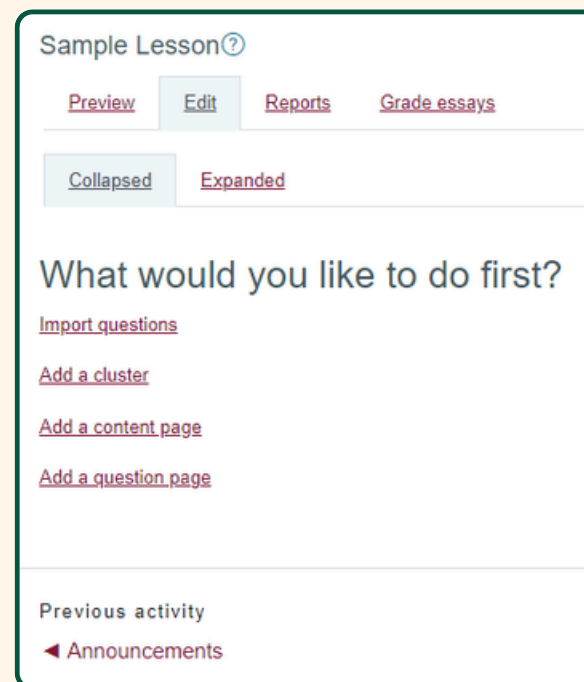 Sample Lesson?
Preview Edit Reports Grade essays
Collapsed Expanded
What would you like to do first?
Import questions
Add a cluster
Add a content page
Add a question page
Previous activity
◄ Announcements